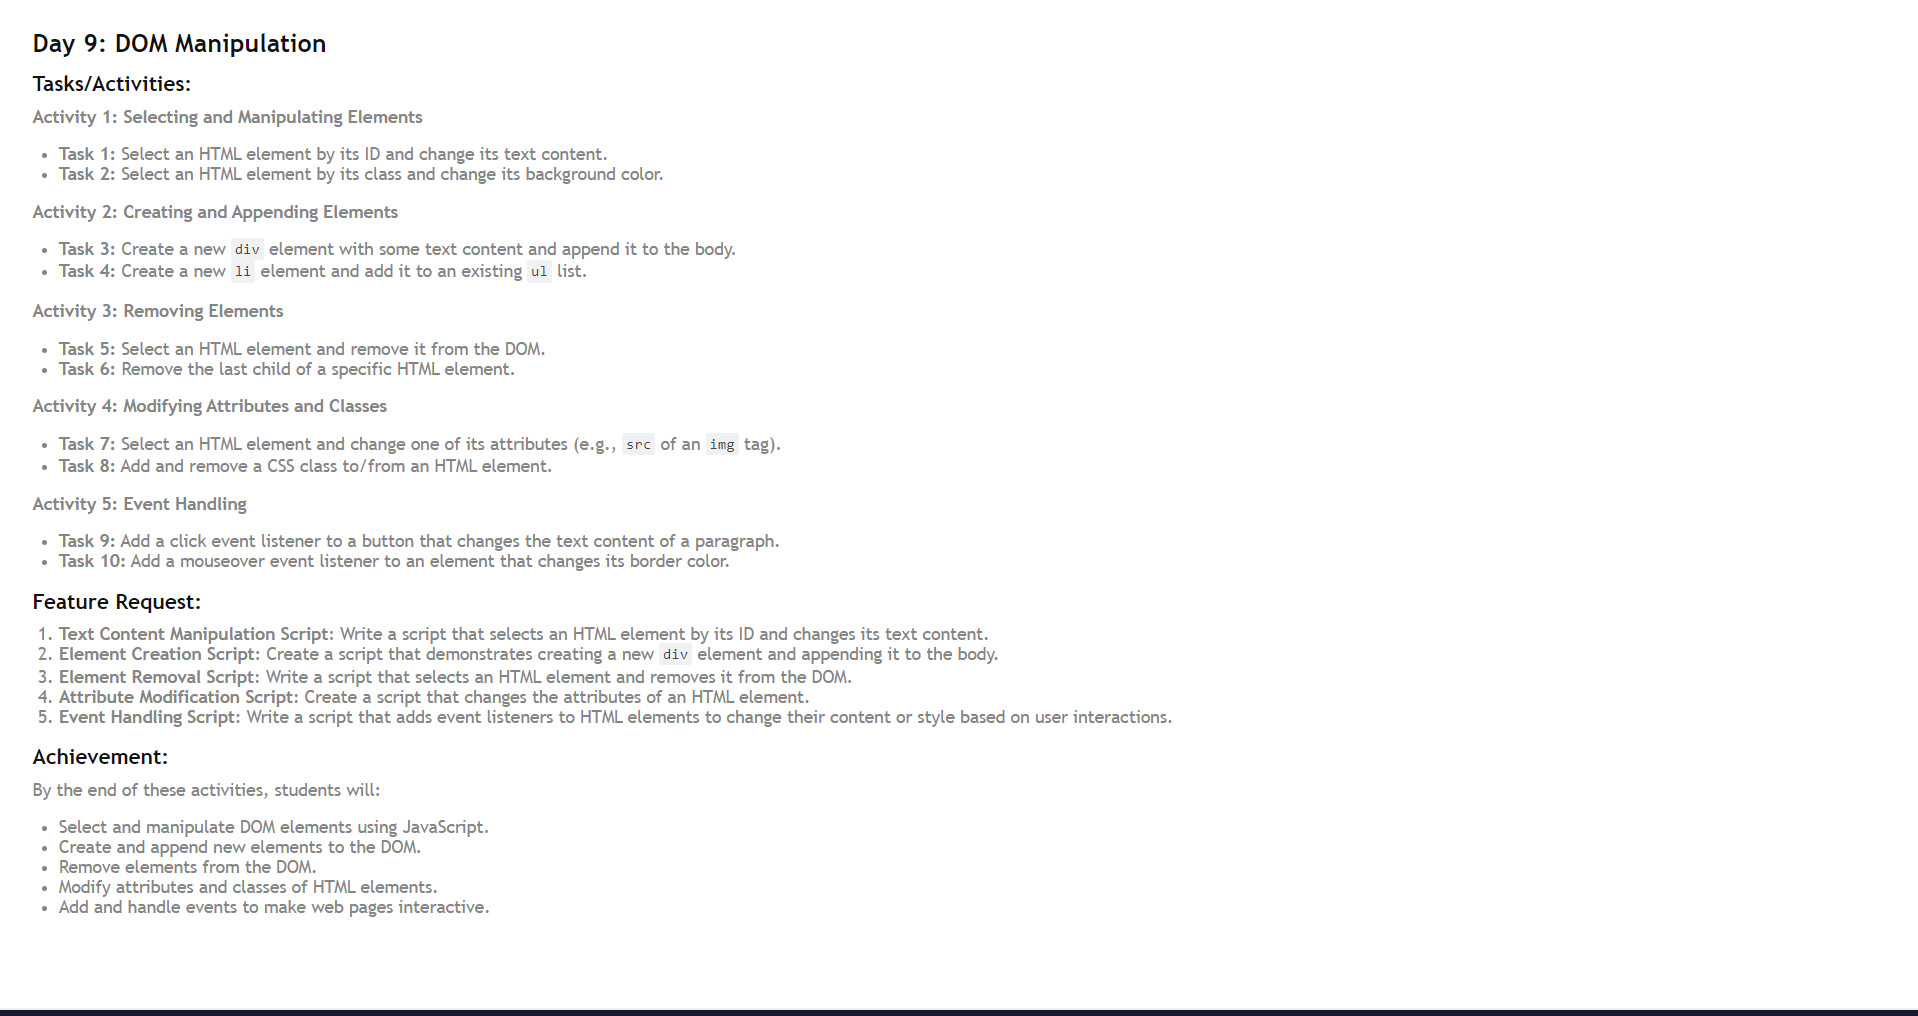 Day 9: DOM Manipulation
Tasks/Activities:
Activity 1: Selecting and Manipulating Elements
• Task 1: Select an HTML element by its ID and change its text content.
• Task 2: Select an HTML element by its class and change its background color.
Activity 2: Creating and Appending Elements
• Task 3: Create a new div element with some text content and append it to the body.
• Task 4: Create a new li element and add it to an existing ul list.
Activity 3: Removing Elements
• Task 5: Select an HTML element and remove it from the DOM.
• Task 6: Remove the last child of a specific HTML element.
Activity 4: Modifying Attributes and Classes
• Task 7: Select an HTML element and change one of its attributes (e.g., src of an img tag).
• Task 8: Add and remove a CSS class to/from an HTML element.
Activity 5: Event Handling
• Task 9: Add a click event listener to a button that changes the text content of a paragraph.
• Task 10: Add a mouseover event listener to an element that changes its border color.
Feature Request:
1. Text Content Manipulation Script: Write a script that selects an HTML element by its ID and changes its text content.
2. Element Creation Script: Create a script that demonstrates creating a new div element and appending it to the body.
3. Element Removal Script: Write a script that selects an HTML element and removes it from the DOM.
4. Attribute Modification Script: Create a script that changes the attributes of an HTML element.
5. Event Handling Script: Write a script that adds event listeners to HTML elements to change their content or style based on user interactions.
Achievement:
By the end of these activities, students will:
• Select and manipulate DOM elements using JavaScript.
• Create and append new elements to the DOM.
• Remove elements from the DOM.
• Modify attributes and classes of HTML elements.
• Add and handle events to make web pages interactive.